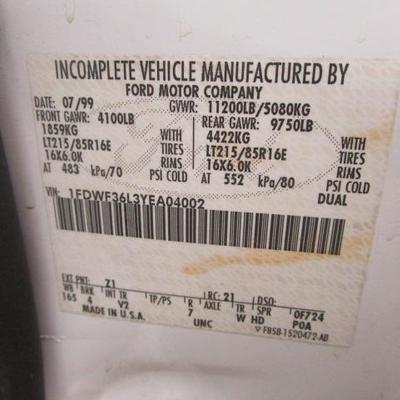 INCOMPLETE VEHICLE MANUFACTURED BY
FORD MOTOR COMPANY
DATE: 07/99 GVWR: 11200LB/5080KG
FRONT GAWR: 4100LB REAR GAWR: 9750LB
1859KG WITH 4422KG WITH
LT215/85R16E TIRES LT215/85R16E TIRES
16X6.0K RIMS 16X6.0K RIMS
AT 483 kPa/70 PSI COLD AT 552 kPa/80 PSI COLD
DUAL
VIN: 1FDWF36L3YEA04002
EXT PNT: Z1 RC: 21 DSO:
WB BRK INT TR TP/PS R AXLE TR SPR 0F724
165 4 V2 7 W HD POA
MADE IN U.S.A. UNC F85B-1520472-AB